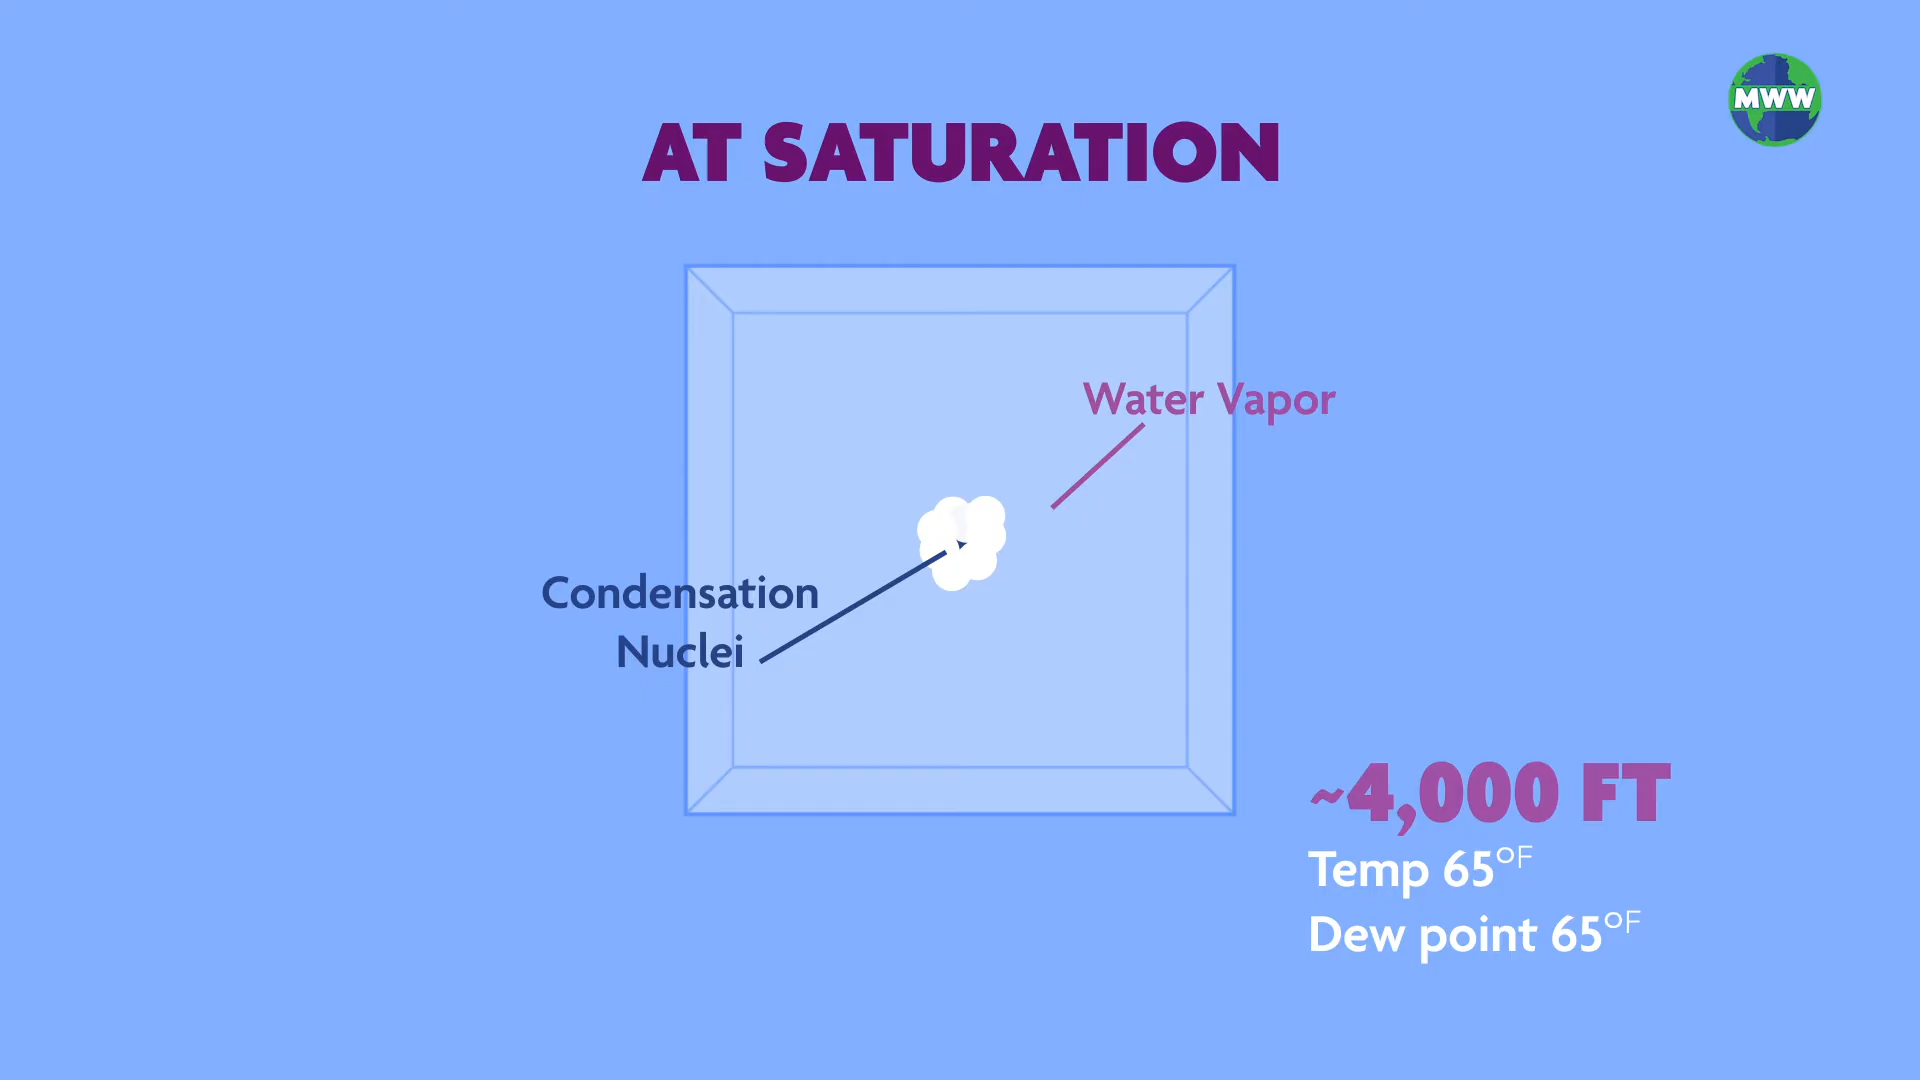 MWW
AT SATURATION
Water Vapor
Condensation
Nuclei
~4,000 FT
Temp 65°F
Dew point 65°F